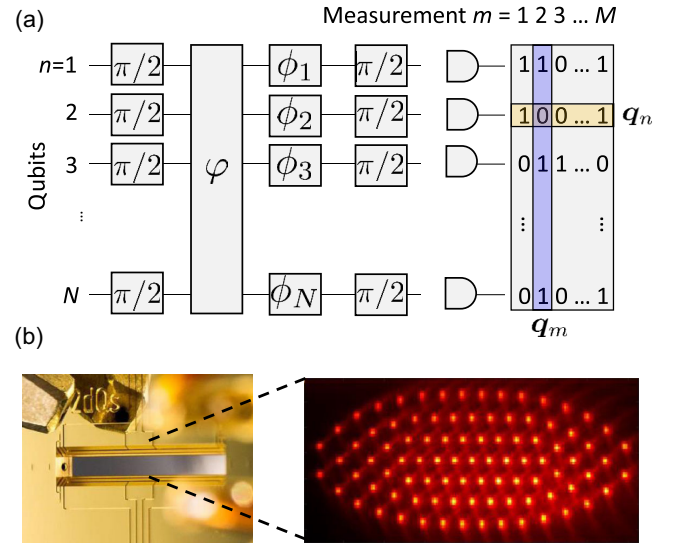 (a) Measurement m = 1 2 3 ... M
n=1 π/2 ϕ₁ π/2 1 1 0 ... 1
2 π/2 ϕ₂ π/2 1 0 0 ... 1 qₙ
3 π/2 φ ϕ₃ π/2 0 1 1 ... 0
Qubits
... ... ...
N π/2 ϕ_N π/2 0 1 0 ... 1
qₘ
(b)